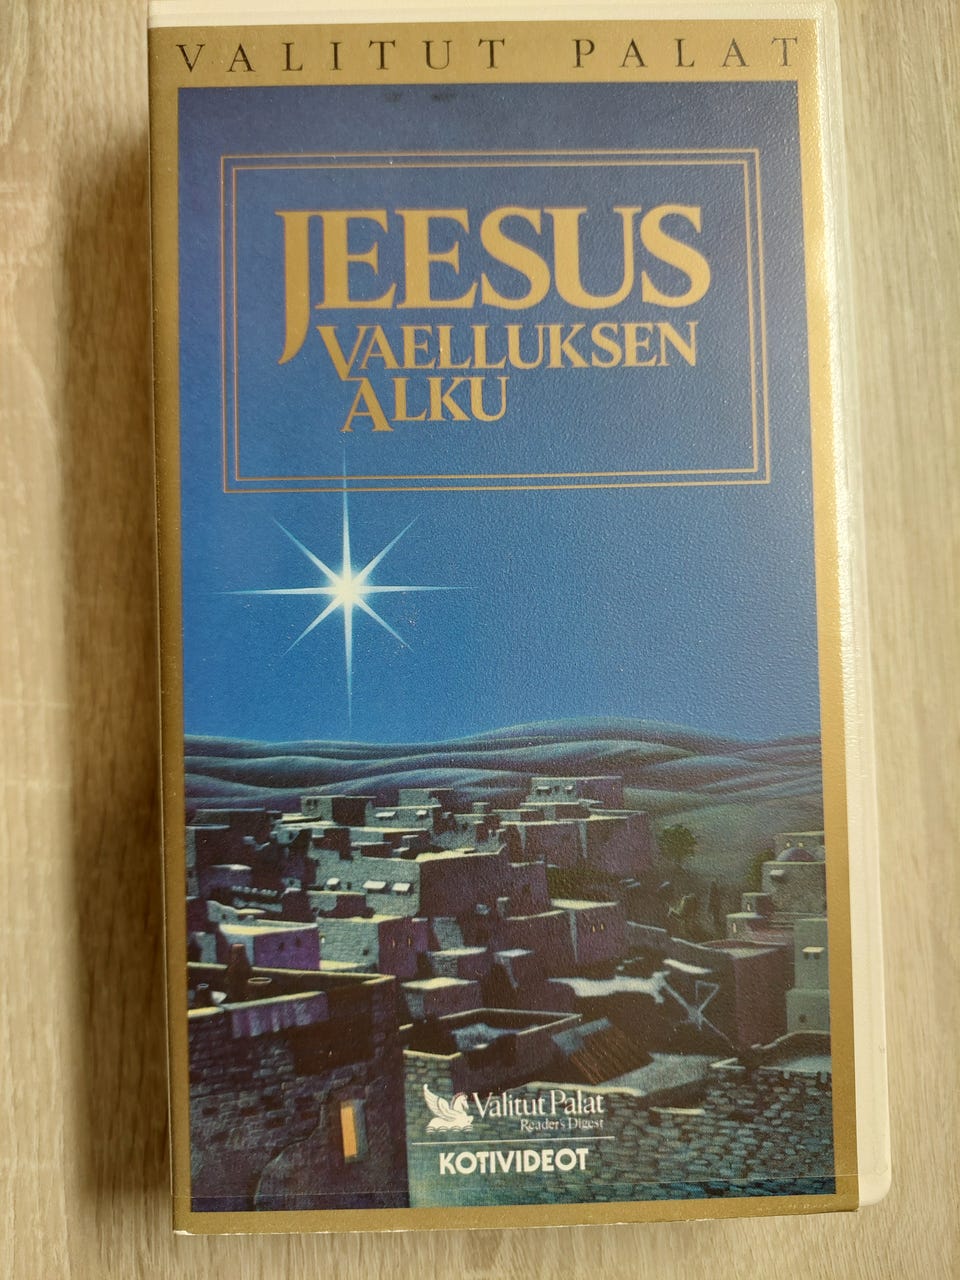 VALITUT PALAT
JEESUS
VAELLUKSEN
ALKU
Valitut Palat
Reader's Digest
KOTIVIDEOT